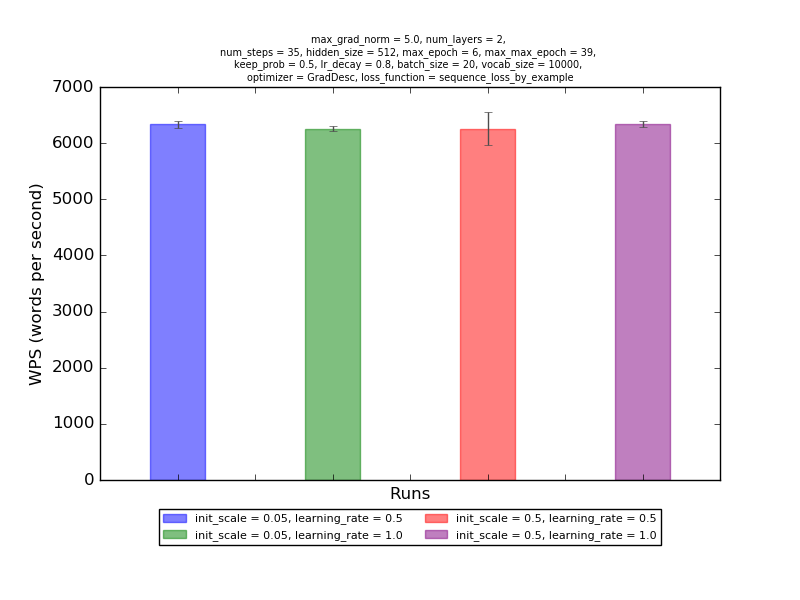 max_grad_norm = 5.0, num_layers = 2,
num_steps = 35, hidden_size = 512, max_epoch = 6, max_max_epoch = 39,
keep_prob = 0.5, lr_decay = 0.8, batch_size = 20, vocab_size = 10000,
optimizer = GradDesc, loss_function = sequence_loss_by_example
7000
6000
5000
4000
3000
2000
1000
0
WPS (words per second)
Runs
init_scale = 0.05, learning_rate = 0.5
init_scale = 0.05, learning_rate = 1.0
init_scale = 0.5, learning_rate = 0.5
init_scale = 0.5, learning_rate = 1.0